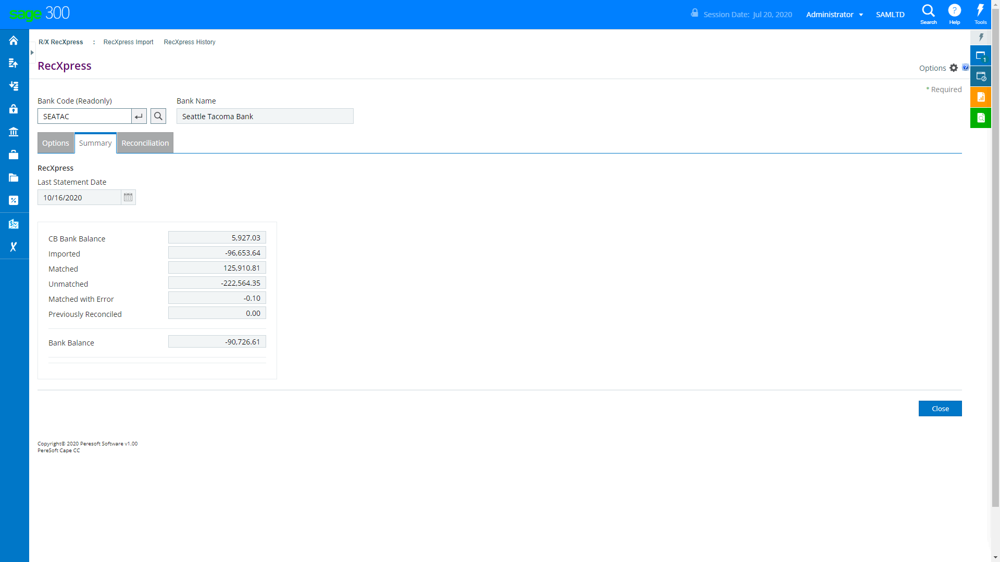 sage 300
Session Date: Jul 20, 2020
Administrator
SAMLTD
Search
? Help
Tools
R/X RecXpress : RecXpress Import RecXpress History
1
RecXpress
Options ?
* Required
Bank Code (Readonly) Bank Name
SEATAC Seattle Tacoma Bank
Options Summary Reconciliation
RecXpress
Last Statement Date
10/16/2020
CB Bank Balance 5,927.03
Imported -96,653.64
Matched 125,910.81
Unmatched -222,564.35
Matched with Error -0.10
Previously Reconciled 0.00
Bank Balance -90,726.61
Close
Copyright© 2020 Peresoft Software v1.00
PereSoft Cape CC